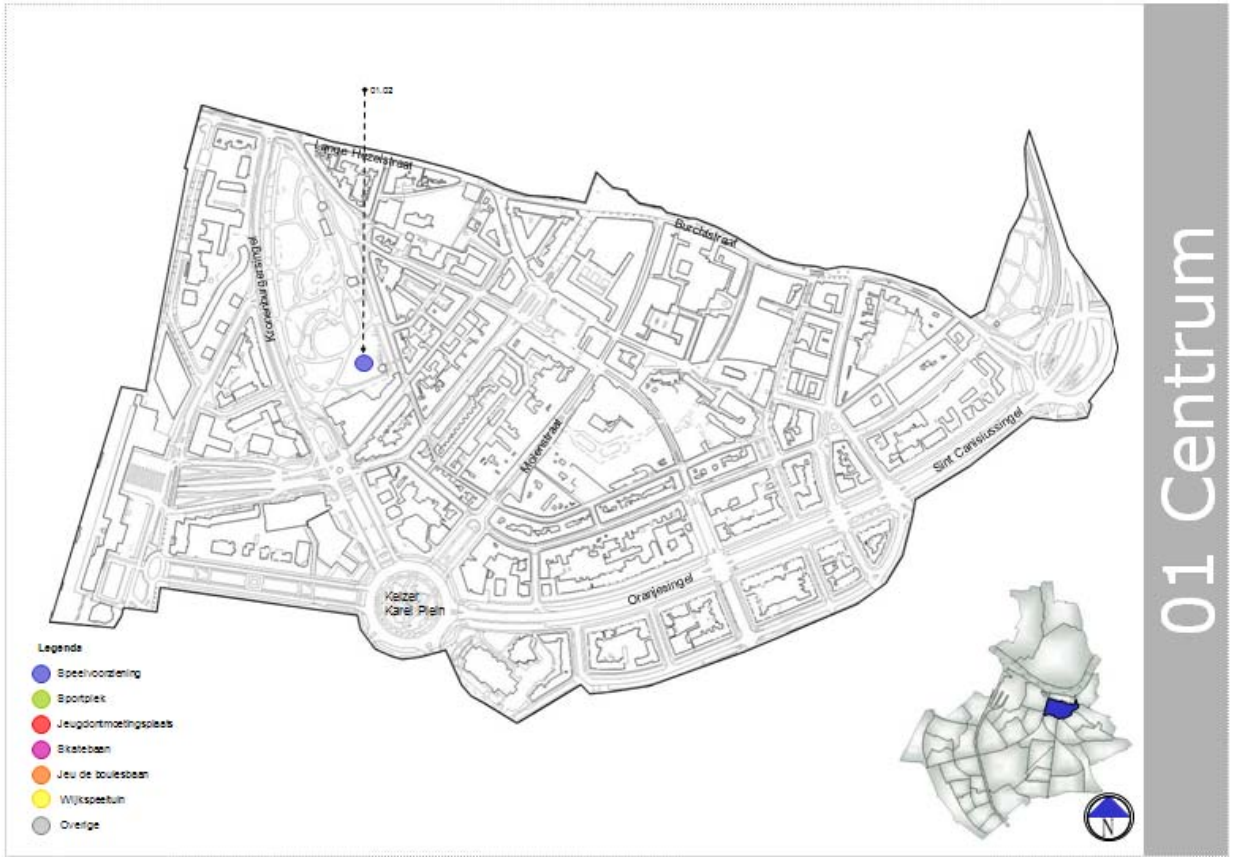 01.02
Lange Hezelstraat
Burchtstraat
Kronenburgersingel
Molenstraat
Sint Canisiussingel
Oranjesingel
Keizer
Karel Plein
Legenda
Speelvoorziening
Sportplek
Jeugdontmoetingsplaats
Skatebaan
Jeu de boulesbaan
Wijkspeeltuin
Overige
N
01 Centrum